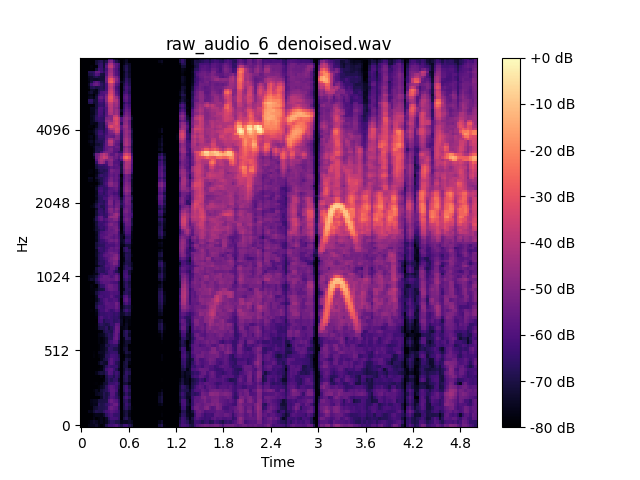 raw_audio_6_denoised.wav
+0 dB
4096
-10 dB
-20 dB
2048
-30 dB
Hz
-40 dB
1024
-50 dB
-60 dB
512
-70 dB
0
-80 dB
0 0.6 1.2 1.8 2.4 3 3.6 4.2 4.8
Time